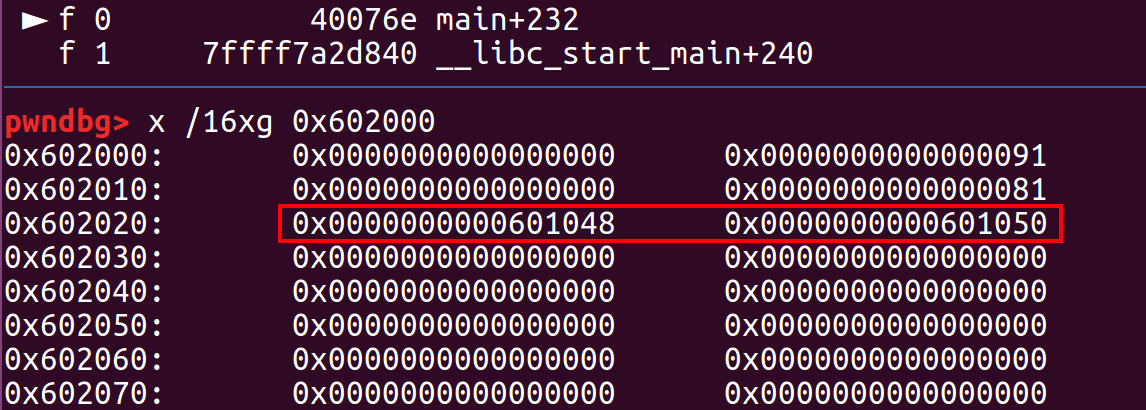 ► f 0 40076e main+232
f 1 7ffff7a2d840 __libc_start_main+240
pwndbg> x /16xg 0x602000
0x602000: 0x0000000000000000 0x0000000000000091
0x602010: 0x0000000000000000 0x0000000000000081
0x602020: 0x0000000000601048 0x0000000000601050
0x602030: 0x0000000000000000 0x0000000000000000
0x602040: 0x0000000000000000 0x0000000000000000
0x602050: 0x0000000000000000 0x0000000000000000
0x602060: 0x0000000000000000 0x0000000000000000
0x602070: 0x0000000000000000 0x0000000000000000